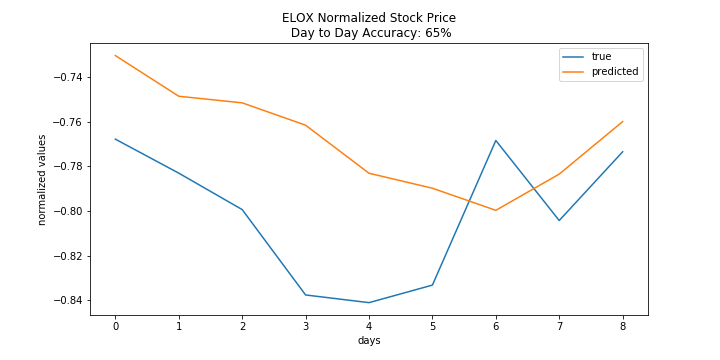 ELOX Normalized Stock Price
Day to Day Accuracy: 65%
true
predicted
−0.74
−0.76
−0.78
−0.80
−0.82
−0.84
normalized values
0 1 2 3 4 5 6 7 8
days